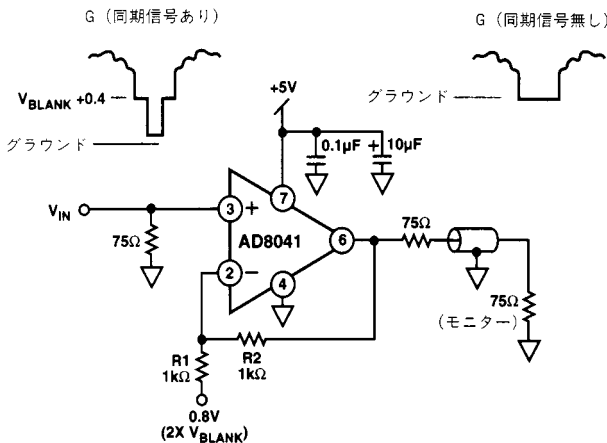 G（同期信号あり）
G（同期信号無し）
VBLANK +0.4
グラウンド
グラウンド
+5V
0.1µF
+
10µF
VIN
75Ω
3
+
7
AD8041
6
2
−
4
75Ω
75Ω
(モニター)
R1
1kΩ
R2
1kΩ
0.8V
(2X VBLANK)